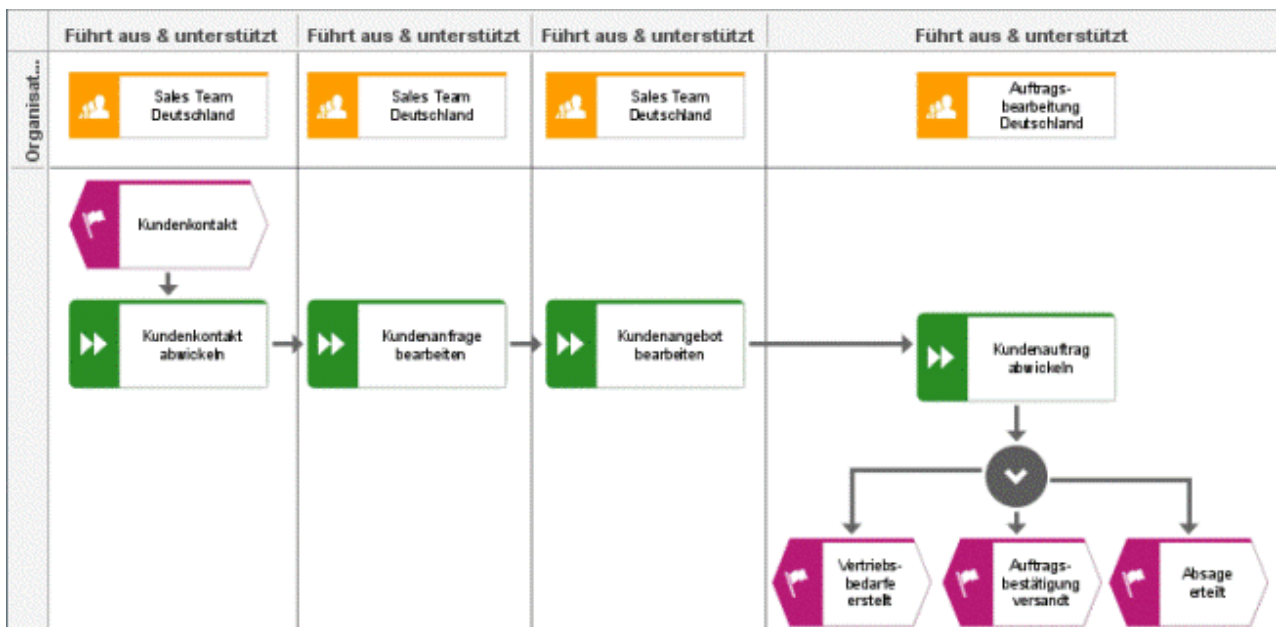 Führt aus & unterstützt
Führt aus & unterstützt
Führt aus & unterstützt
Führt aus & unterstützt
Organisat...
Sales Team
Deutschland
Sales Team
Deutschland
Sales Team
Deutschland
Auftrags-
bearbeitung
Deutschland
Kundenkontakt
Kundenkontakt
abwickeln
Kundenanfrage
bearbeiten
Kundenangebot
bearbeiten
Kundenauftrag
abwickeln
Vertriebs-
bedarfe
erstellt
Auftrags-
bestätigung
versandt
Absage
erteilt